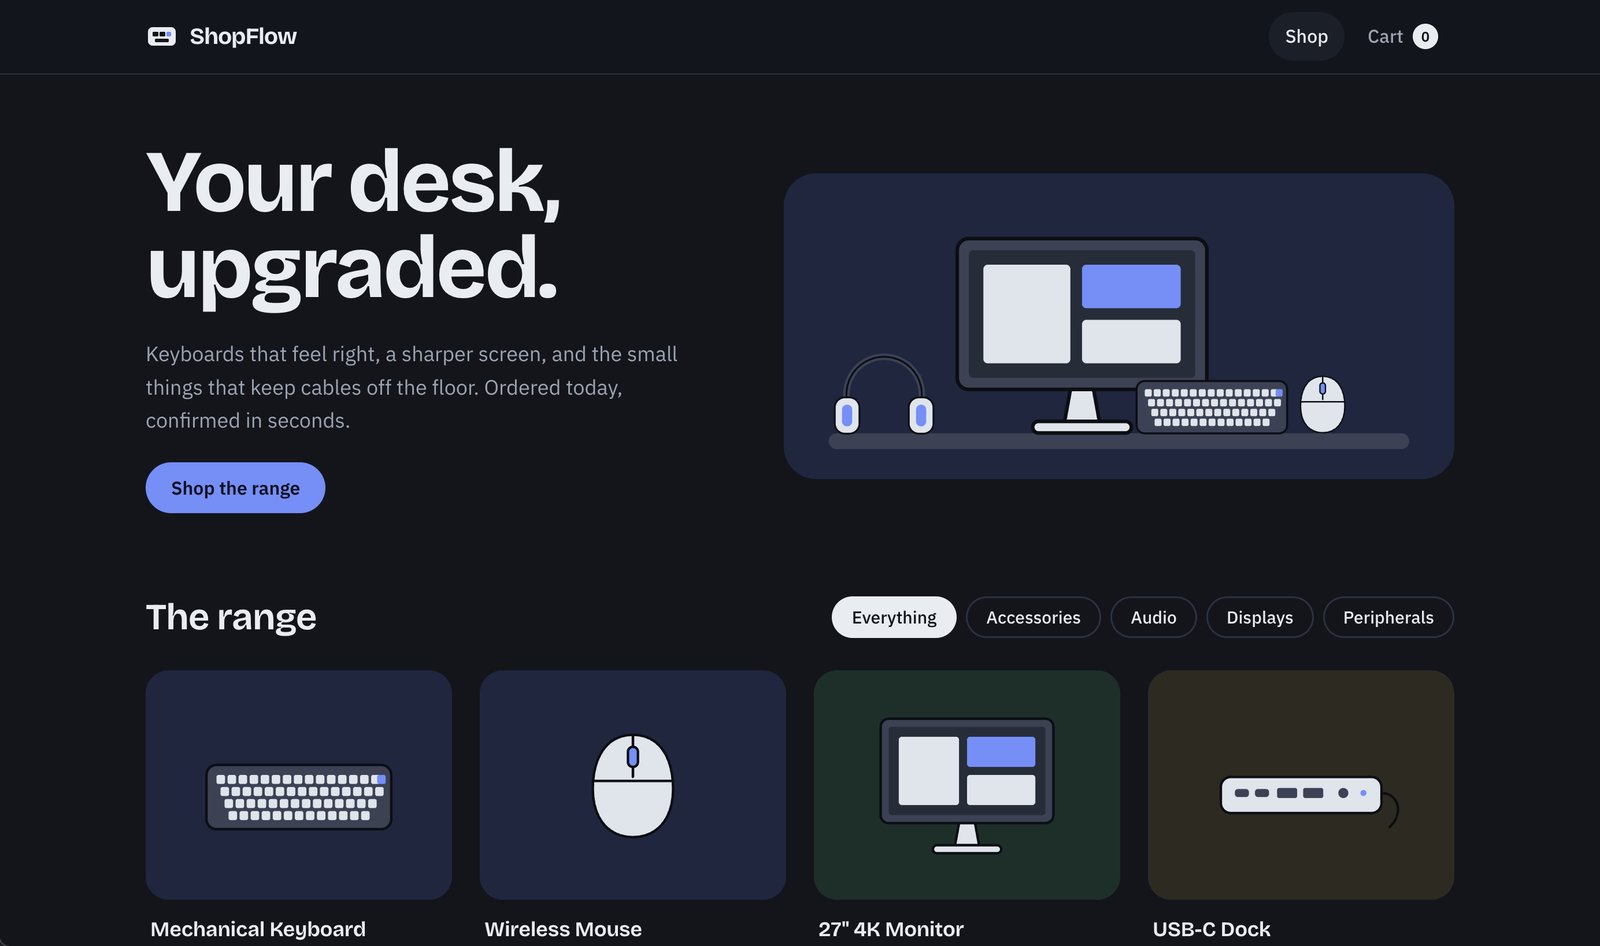 ShopFlow
Shop
Cart 0
Your desk,
upgraded.
Keyboards that feel right, a sharper screen, and the small
things that keep cables off the floor. Ordered today,
confirmed in seconds.
Shop the range
The range
Everything
Accessories
Audio
Displays
Peripherals
Mechanical Keyboard
Wireless Mouse
27" 4K Monitor
USB-C Dock